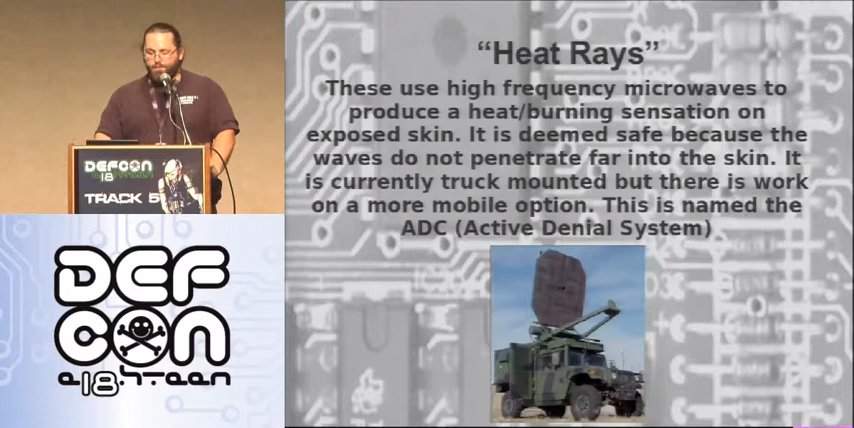 DEFCON
18
TRACK 5
DEF
CON
e18hteen
“Heat Rays”
These use high frequency microwaves to
produce a heat/burning sensation on
exposed skin. It is deemed safe because the
waves do not penetrate far into the skin. It
is currently truck mounted but there is work
on a more mobile option. This is named the
ADC (Active Denial System)